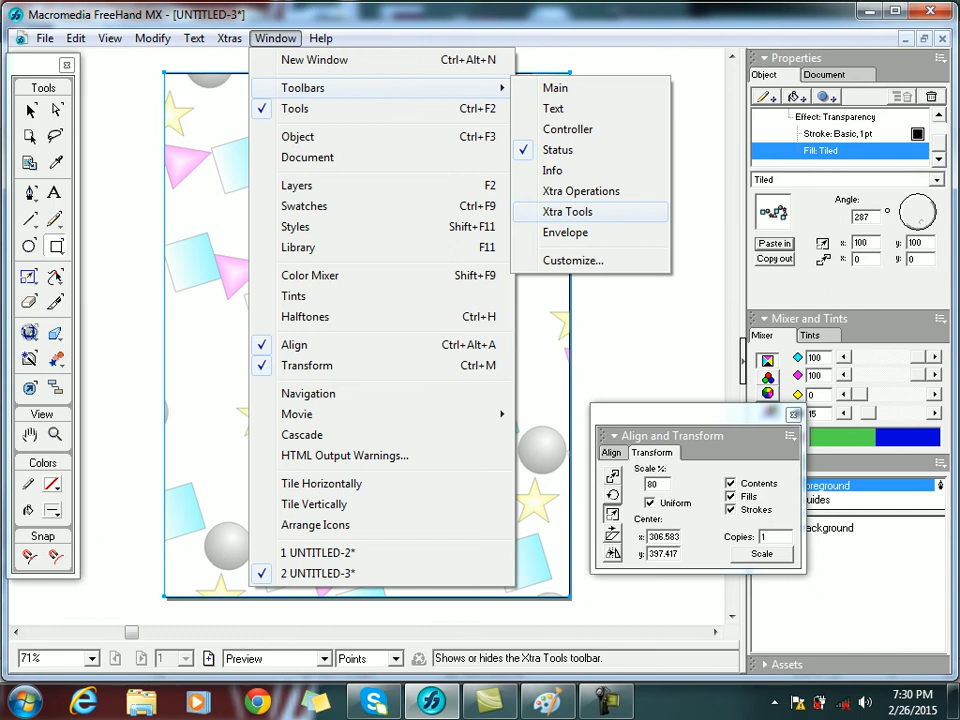 Macromedia FreeHand MX - [UNTITLED-3*]
File Edit View Modify Text Xtras Window Help
Tools
View
Colors
Snap
New Window Ctrl+Alt+N
Toolbars
Tools Ctrl+F2
Object Ctrl+F3
Document
Layers F2
Swatches Ctrl+F9
Styles Shift+F11
Library F11
Color Mixer Shift+F9
Tints
Halftones Ctrl+H
Align Ctrl+Alt+A
Transform Ctrl+M
Navigation
Movie
Cascade
HTML Output Warnings...
Tile Horizontally
Tile Vertically
Arrange Icons
1 UNTITLED-2*
2 UNTITLED-3*
Main
Text
Controller
Status
Info
Xtra Operations
Xtra Tools
Envelope
Customize...
Properties
Object Document
Effect: Transparency
Stroke: Basic, 1pt
Fill: Tiled
Tiled
Angle:
287 °
Paste in x: 100 y: 100
Copy out x: 0 y: 0
Mixer and Tints
Mixer Tints
100
100
0
15
Align and Transform
Align Transform
Scale %:
80
Uniform
Center:
x: 306.583
y: 397.417
Contents
Fills
Strokes
Copies: 1
Scale
oreground
uides
ackground
Assets
71% 1 Preview Points Shows or hides the Xtra Tools toolbar.
7:30 PM
2/26/2015